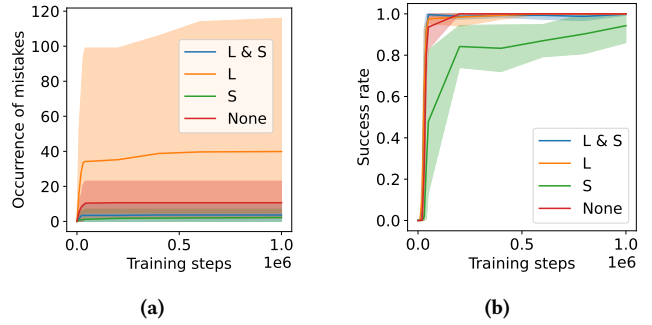 120
100
80
60
40
20
0
Occurrence of mistakes
L & S
L
S
None
0.0
0.5
1.0
1e6
Training steps
(a)
1.0
0.8
0.6
0.4
0.2
0.0
Success rate
L & S
L
S
None
0.0
0.5
1.0
1e6
Training steps
(b)